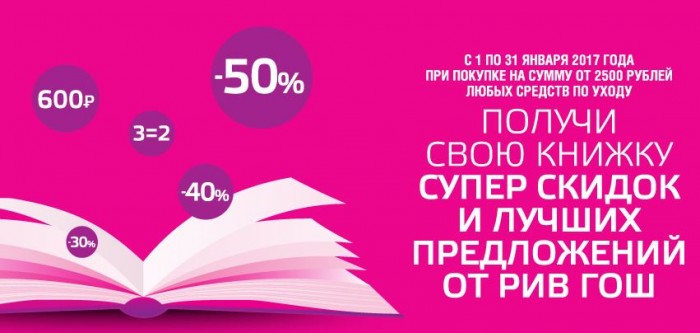 -50%
600₽
3=2
-40%
-30%
С 1 ПО 31 ЯНВАРЯ 2017 ГОДА
ПРИ ПОКУПКЕ НА СУММУ ОТ 2500 РУБЛЕЙ
ЛЮБЫХ СРЕДСТВ ПО УХОДУ
ПОЛУЧИ
СВОЮ КНИЖКУ
СУПЕР СКИДОК
И ЛУЧШИХ
ПРЕДЛОЖЕНИЙ
ОТ РИВ ГОШ